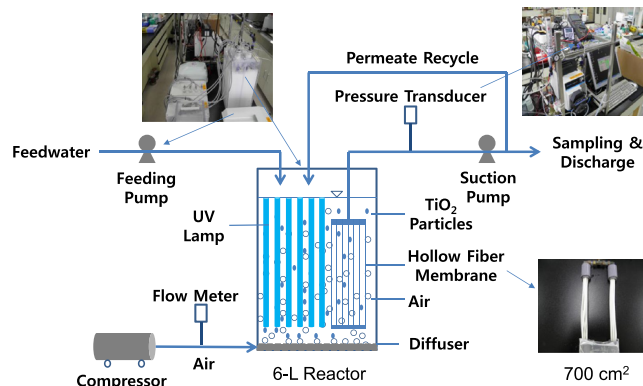 Permeate Recycle
Pressure Transducer
Feedwater
Sampling &
Discharge
Feeding
Pump
Suction
Pump
UV
Lamp
TiO₂
Particles
Hollow Fiber
Membrane
Flow Meter
Air
Air
Diffuser
Compressor
6-L Reactor
700 cm²